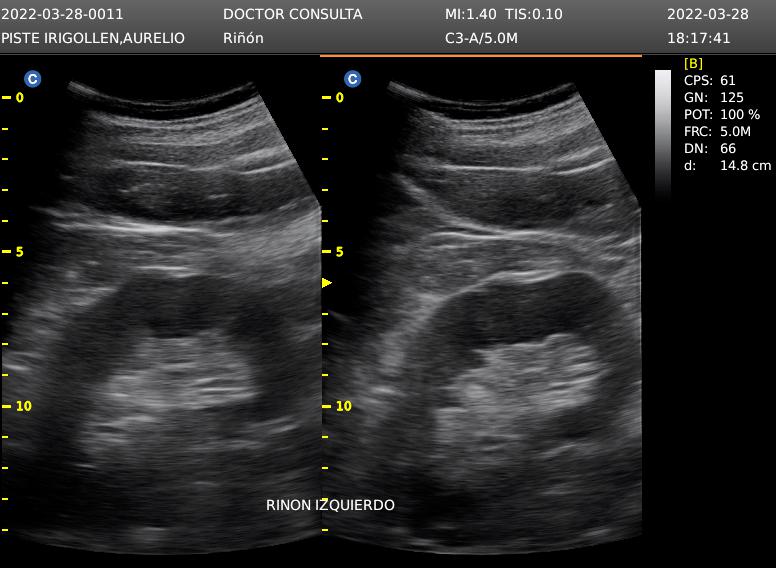 2022-03-28-0011 DOCTOR CONSULTA MI:1.40 TIS:0.10 2022-03-28
PISTE IRIGOLLEN,AURELIO Riñón C3-A/5.0M 18:17:41
[B]
CPS: 61
GN: 125
POT: 100 %
FRC: 5.0M
DN: 66
d: 14.8 cm
C C
0 0
5 5
10 10
RINON IZQUIERDO